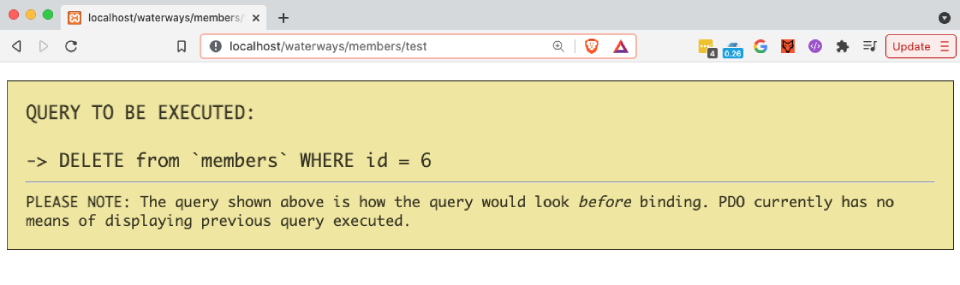 localhost/waterways/members/
localhost/waterways/members/test
4
0.26
Update
QUERY TO BE EXECUTED:
-> DELETE from `members` WHERE id = 6
PLEASE NOTE: The query shown above is how the query would look before binding. PDO currently has no
means of displaying previous query executed.